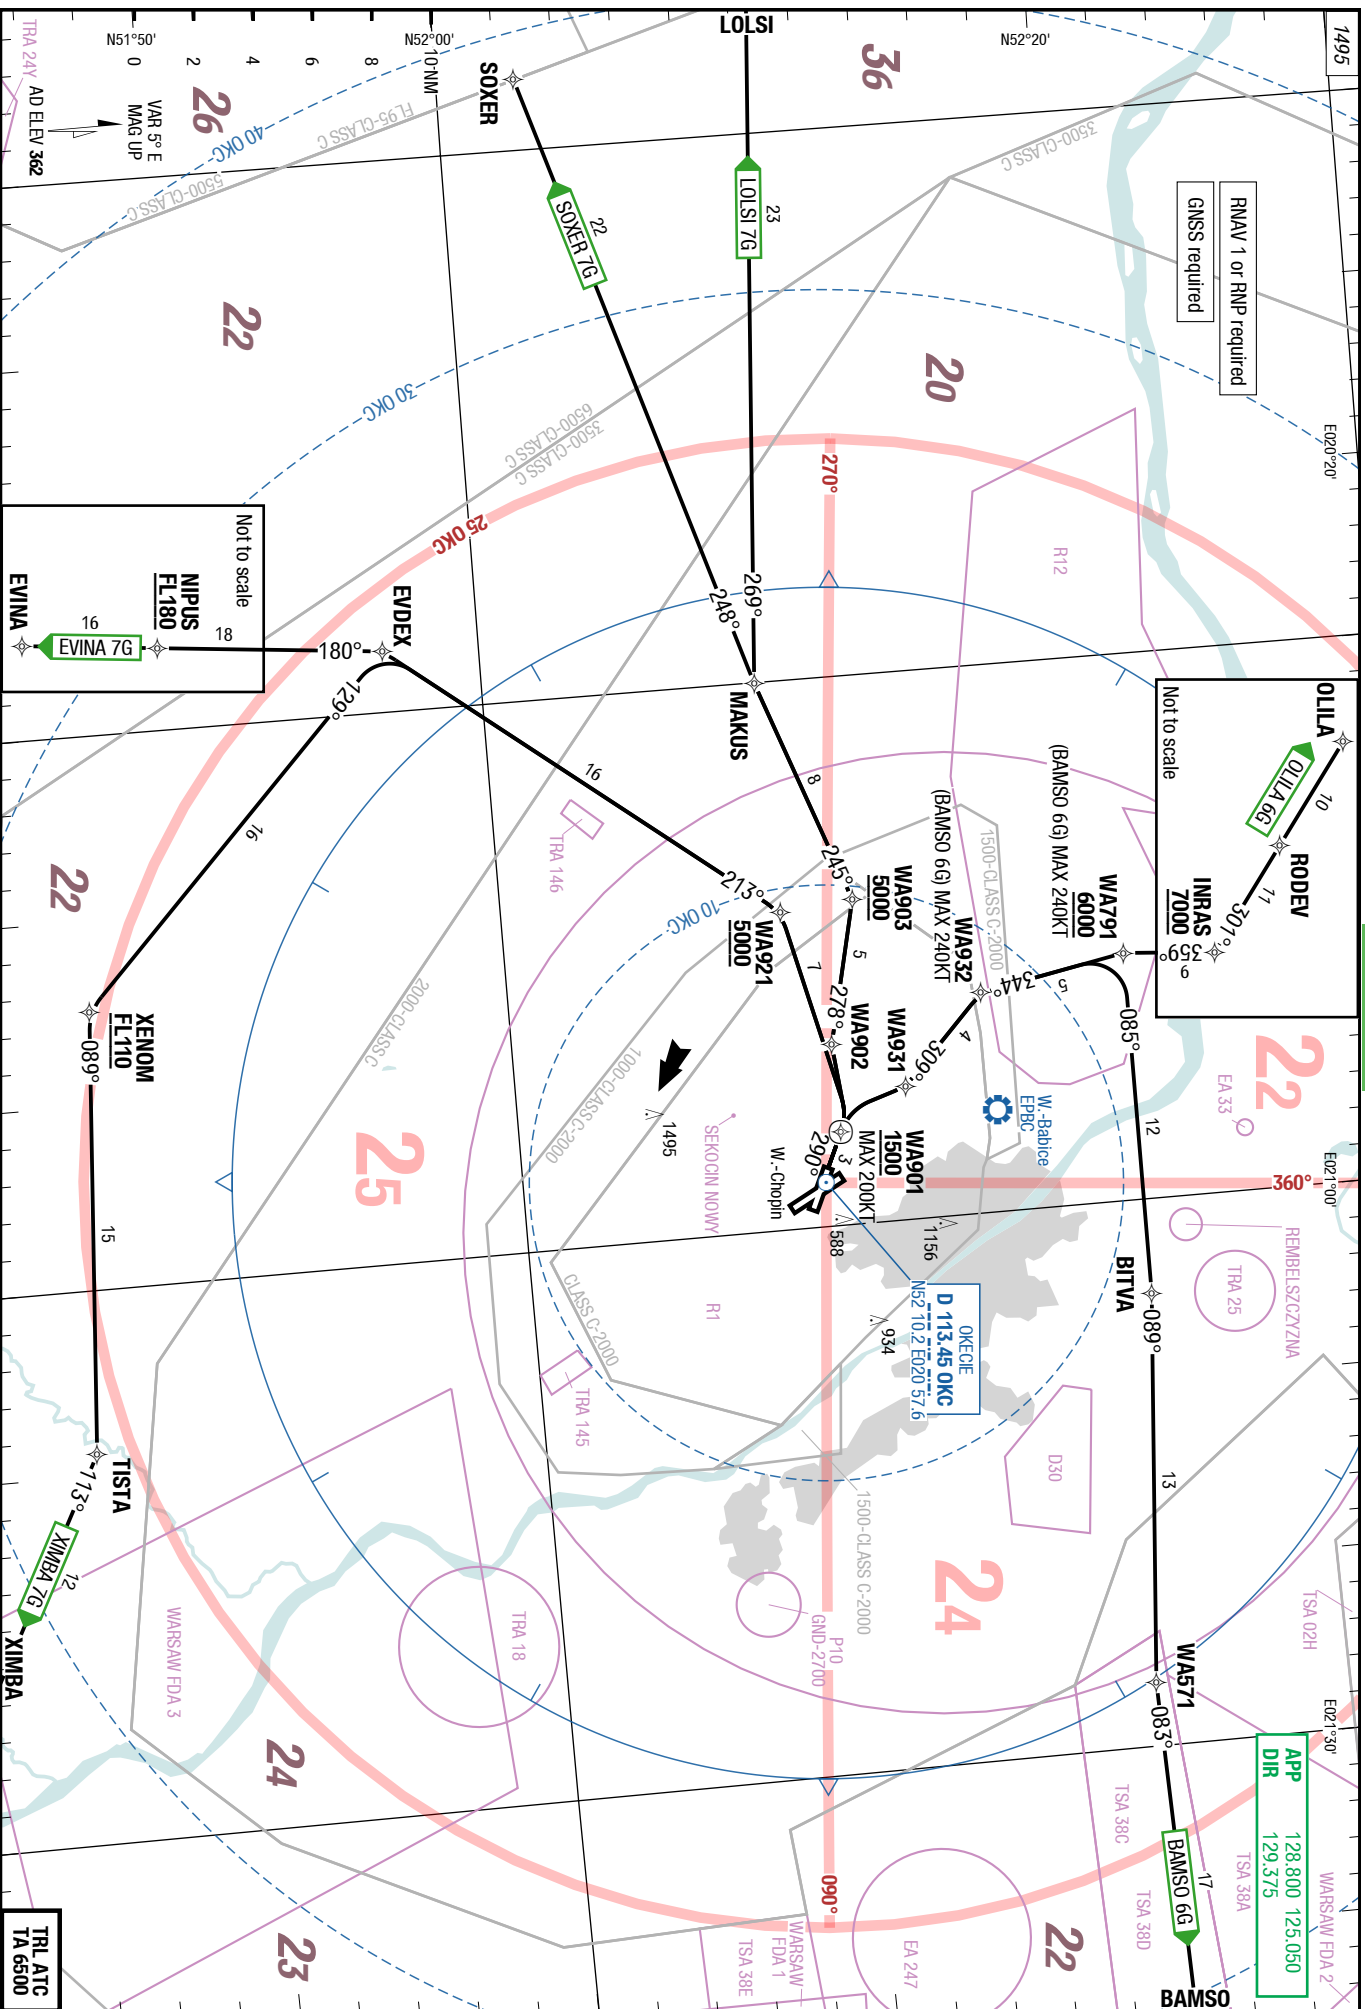 1495
RNAV 1 or RNP required
GNSS required
N51°50'
N52°00'
N52°20'
E020°20'
E021°00'
E021°30'
0
2
4
6
8
10 NM
VAR 5° E
MAG UP
AD ELEV 362
TRA 24Y
26
36
22
20
22
22
25
24
24
23
22
40 OKC
30 OKC
25 OKC
10 OKC
FL95-CLASS C
5500-CLASS C
3500-CLASS C
6500-CLASS C
3500-CLASS C
LOLSI
LOLSI 7G
23
269°
SOXER
SOXER 7G
22
248°
MAKUS
8
245°
270°
360°
090°
R12
Not to scale
OLILA
OLILA 6G
10
RODEV
11
301°
INRAS
7000
359°
9
WA791
6000
(BAMSO 6G) MAX 240KT
5
344°
WA932
(BAMSO 6G) MAX 240KT
4
309°
WA931
WA903
5000
5
278°
WA902
WA901
1500
MAX 200KT
3
290°
W.-Chopin
WA921
5000
7
213°
16
EVDEX
180°
129°
Not to scale
18
NIPUS
FL180
EVINA 7G
16
EVINA
16
XENOM
FL110
089°
15
TISTA
113°
XIMBA 7G
12
XIMBA
085°
12
BITVA
089°
13
WA571
083°
17
BAMSO 6G
BAMSO
W.-Babice
EPBC
1500-CLASS C-2000
TRA 146
2000-CLASS C
1000-CLASS C-2000
CLASS C-2000
1500-CLASS C-2000
1495
588
1156
934
SEKOCIN NOWY
R1
TRA 145
OKECIE
D 113.45 OKC
N52 10.2 E020 57.6
EA 33
REMBELSZCZYZNA
TRA 25
D30
TSA 02H
P10
GND-2700
TRA 18
WARSAW FDA 3
APP 128.800 125.050
DIR 129.375
WARSAW FDA 2
TSA 38A
TSA 38C
TSA 38D
EA 247
WARSAW
FDA 1
TSA 38E
TRL ATC
TA 6500